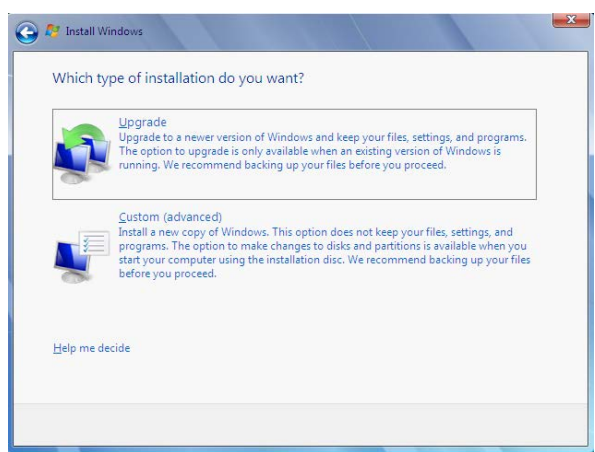 Install Windows
Which type of installation do you want?
Upgrade
Upgrade to a newer version of Windows and keep your files, settings, and programs.
The option to upgrade is only available when an existing version of Windows is
running. We recommend backing up your files before you proceed.
Custom (advanced)
Install a new copy of Windows. This option does not keep your files, settings, and
programs. The option to make changes to disks and partitions is available when you
start your computer using the installation disc. We recommend backing up your files
before you proceed.
Help me decide